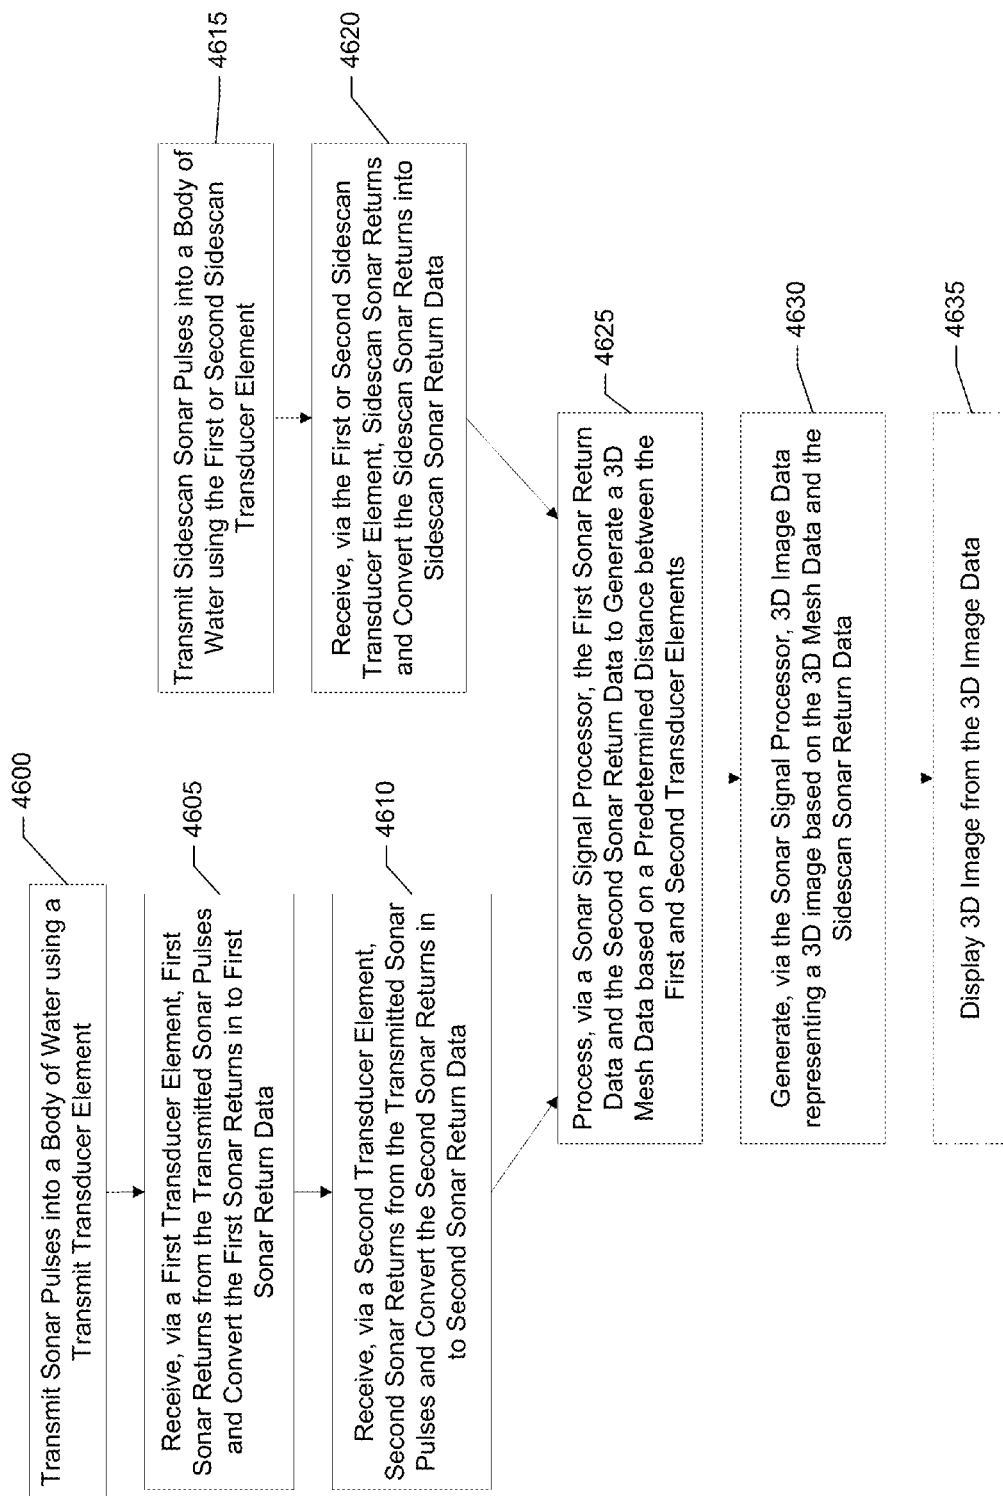 4600
Transmit Sonar Pulses into a Body of Water using a
Transmit Transducer Element
4605
Receive, via a First Transducer Element, First
Sonar Returns from the Transmitted Sonar Pulses
and Convert the First Sonar Returns in to First
Sonar Return Data
4610
Receive, via a Second Transducer Element,
Second Sonar Returns from the Transmitted Sonar
Pulses and Convert the Second Sonar Returns in
to Second Sonar Return Data
4615
Transmit Sidescan Sonar Pulses into a Body of
Water using the First or Second Sidescan
Transducer Element
4620
Receive, via the First or Second Sidescan
Transducer Element, Sidescan Sonar Returns
and Convert the Sidescan Sonar Returns into
Sidescan Sonar Return Data
4625
Process, via a Sonar Signal Processor, the First Sonar Return
Data and the Second Sonar Return Data to Generate a 3D
Mesh Data based on a Predetermined Distance between the
First and Second Transducer Elements
4630
Generate, via the Sonar Signal Processor, 3D Image Data
representing a 3D image based on the 3D Mesh Data and the
Sidescan Sonar Return Data
4635
Display 3D Image from the 3D Image Data